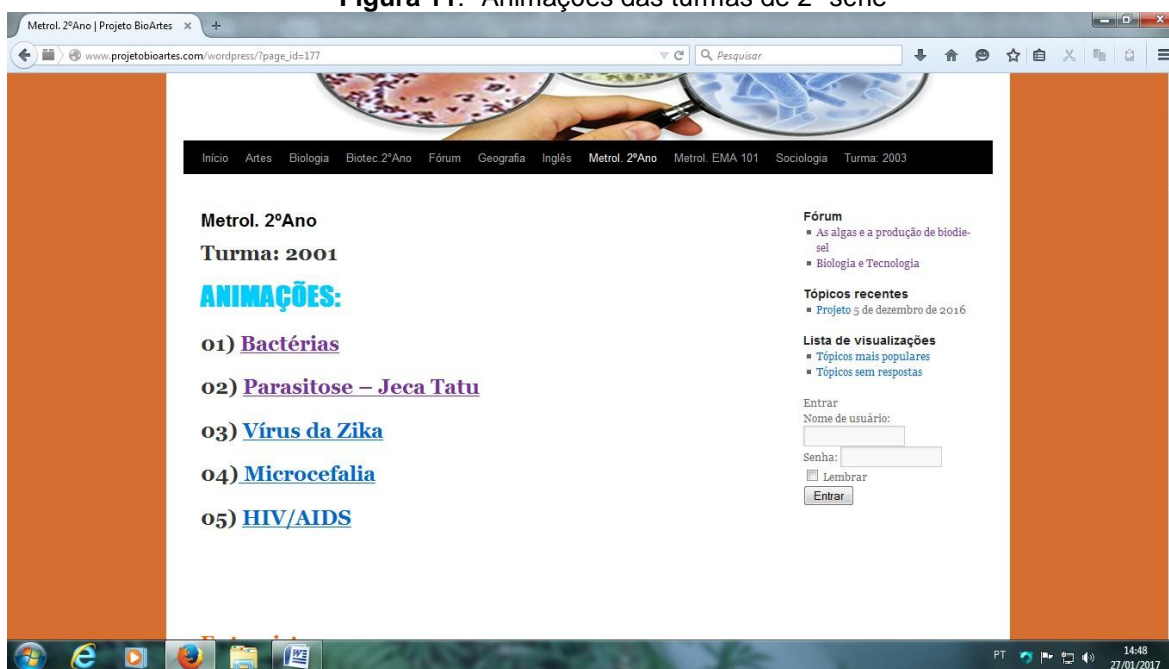 Figura 11: Animações das turmas de 2ª série
Metrol. 2ºAno | Projeto BioArtes
www.projetobioartes.com/wordpress/?page_id=177
Pesquisar
Início Artes Biologia Biotec.2ºAno Fórum Geografia Inglês Metrol. 2ºAno Metrol. EMA 101 Sociologia Turma: 2003
Metrol. 2ºAno
Turma: 2001
ANIMAÇÕES:
01) Bactérias
02) Parasitose – Jeca Tatu
03) Vírus da Zika
04) Microcefalia
05) HIV/AIDS
Fórum
As algas e a produção de biodie-
sel
Biologia e Tecnologia
Tópicos recentes
Projeto 5 de dezembro de 2016
Lista de visualizações
Tópicos mais populares
Tópicos sem respostas
Entrar
Nome de usuário:
Senha:
Lembrar
Entrar
PT
14:48
27/01/2017